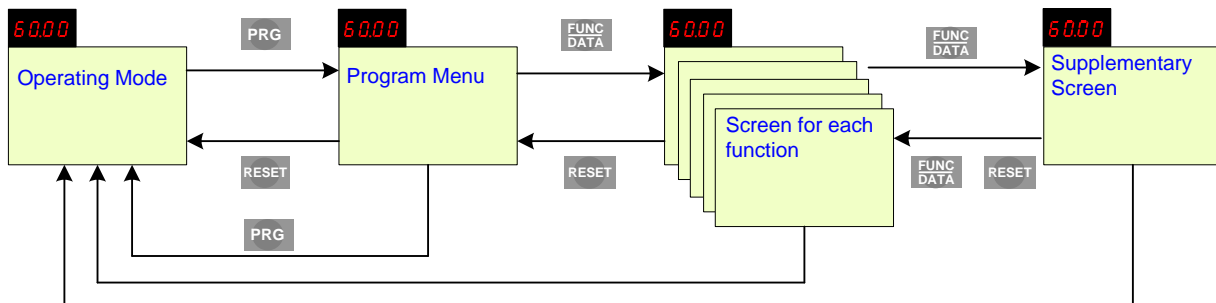 60.00
PRG
60.00
FUNC
DATA
60.00
FUNC
DATA
60.00
Operating Mode
Program Menu
Supplementary
Screen
Screen for each
function
RESET
RESET
FUNC
DATA
RESET
PRG